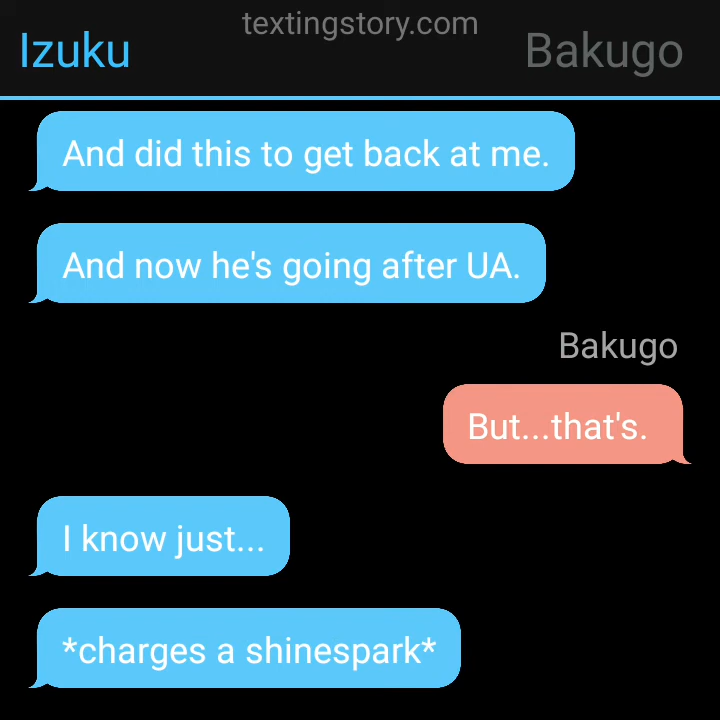 textingstory.com
Izuku
Bakugo
And did this to get back at me.
And now he's going after UA.
Bakugo
But...that's.
I know just...
*charges a shinespark*